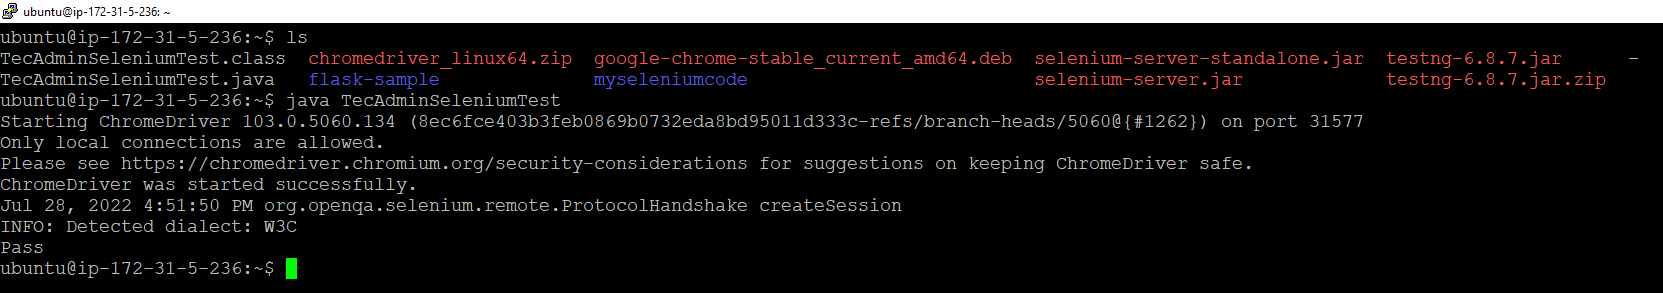 ubuntu@ip-172-31-5-236: ~
ubuntu@ip-172-31-5-236:~$ ls
TecAdminSeleniumTest.class  chromedriver_linux64.zip  google-chrome-stable_current_amd64.deb  selenium-server-standalone.jar  testng-6.8.7.jar      -
TecAdminSeleniumTest.java   flask-sample              myseleniumcode                          selenium-server.jar             testng-6.8.7.jar.zip
ubuntu@ip-172-31-5-236:~$ java TecAdminSeleniumTest
Starting ChromeDriver 103.0.5060.134 (8ec6fce403b3feb0869b0732eda8bd95011d333c-refs/branch-heads/5060@{#1262}) on port 31577
Only local connections are allowed.
Please see https://chromedriver.chromium.org/security-considerations for suggestions on keeping ChromeDriver safe.
ChromeDriver was started successfully.
Jul 28, 2022 4:51:50 PM org.openqa.selenium.remote.ProtocolHandshake createSession
INFO: Detected dialect: W3C
Pass
ubuntu@ip-172-31-5-236:~$